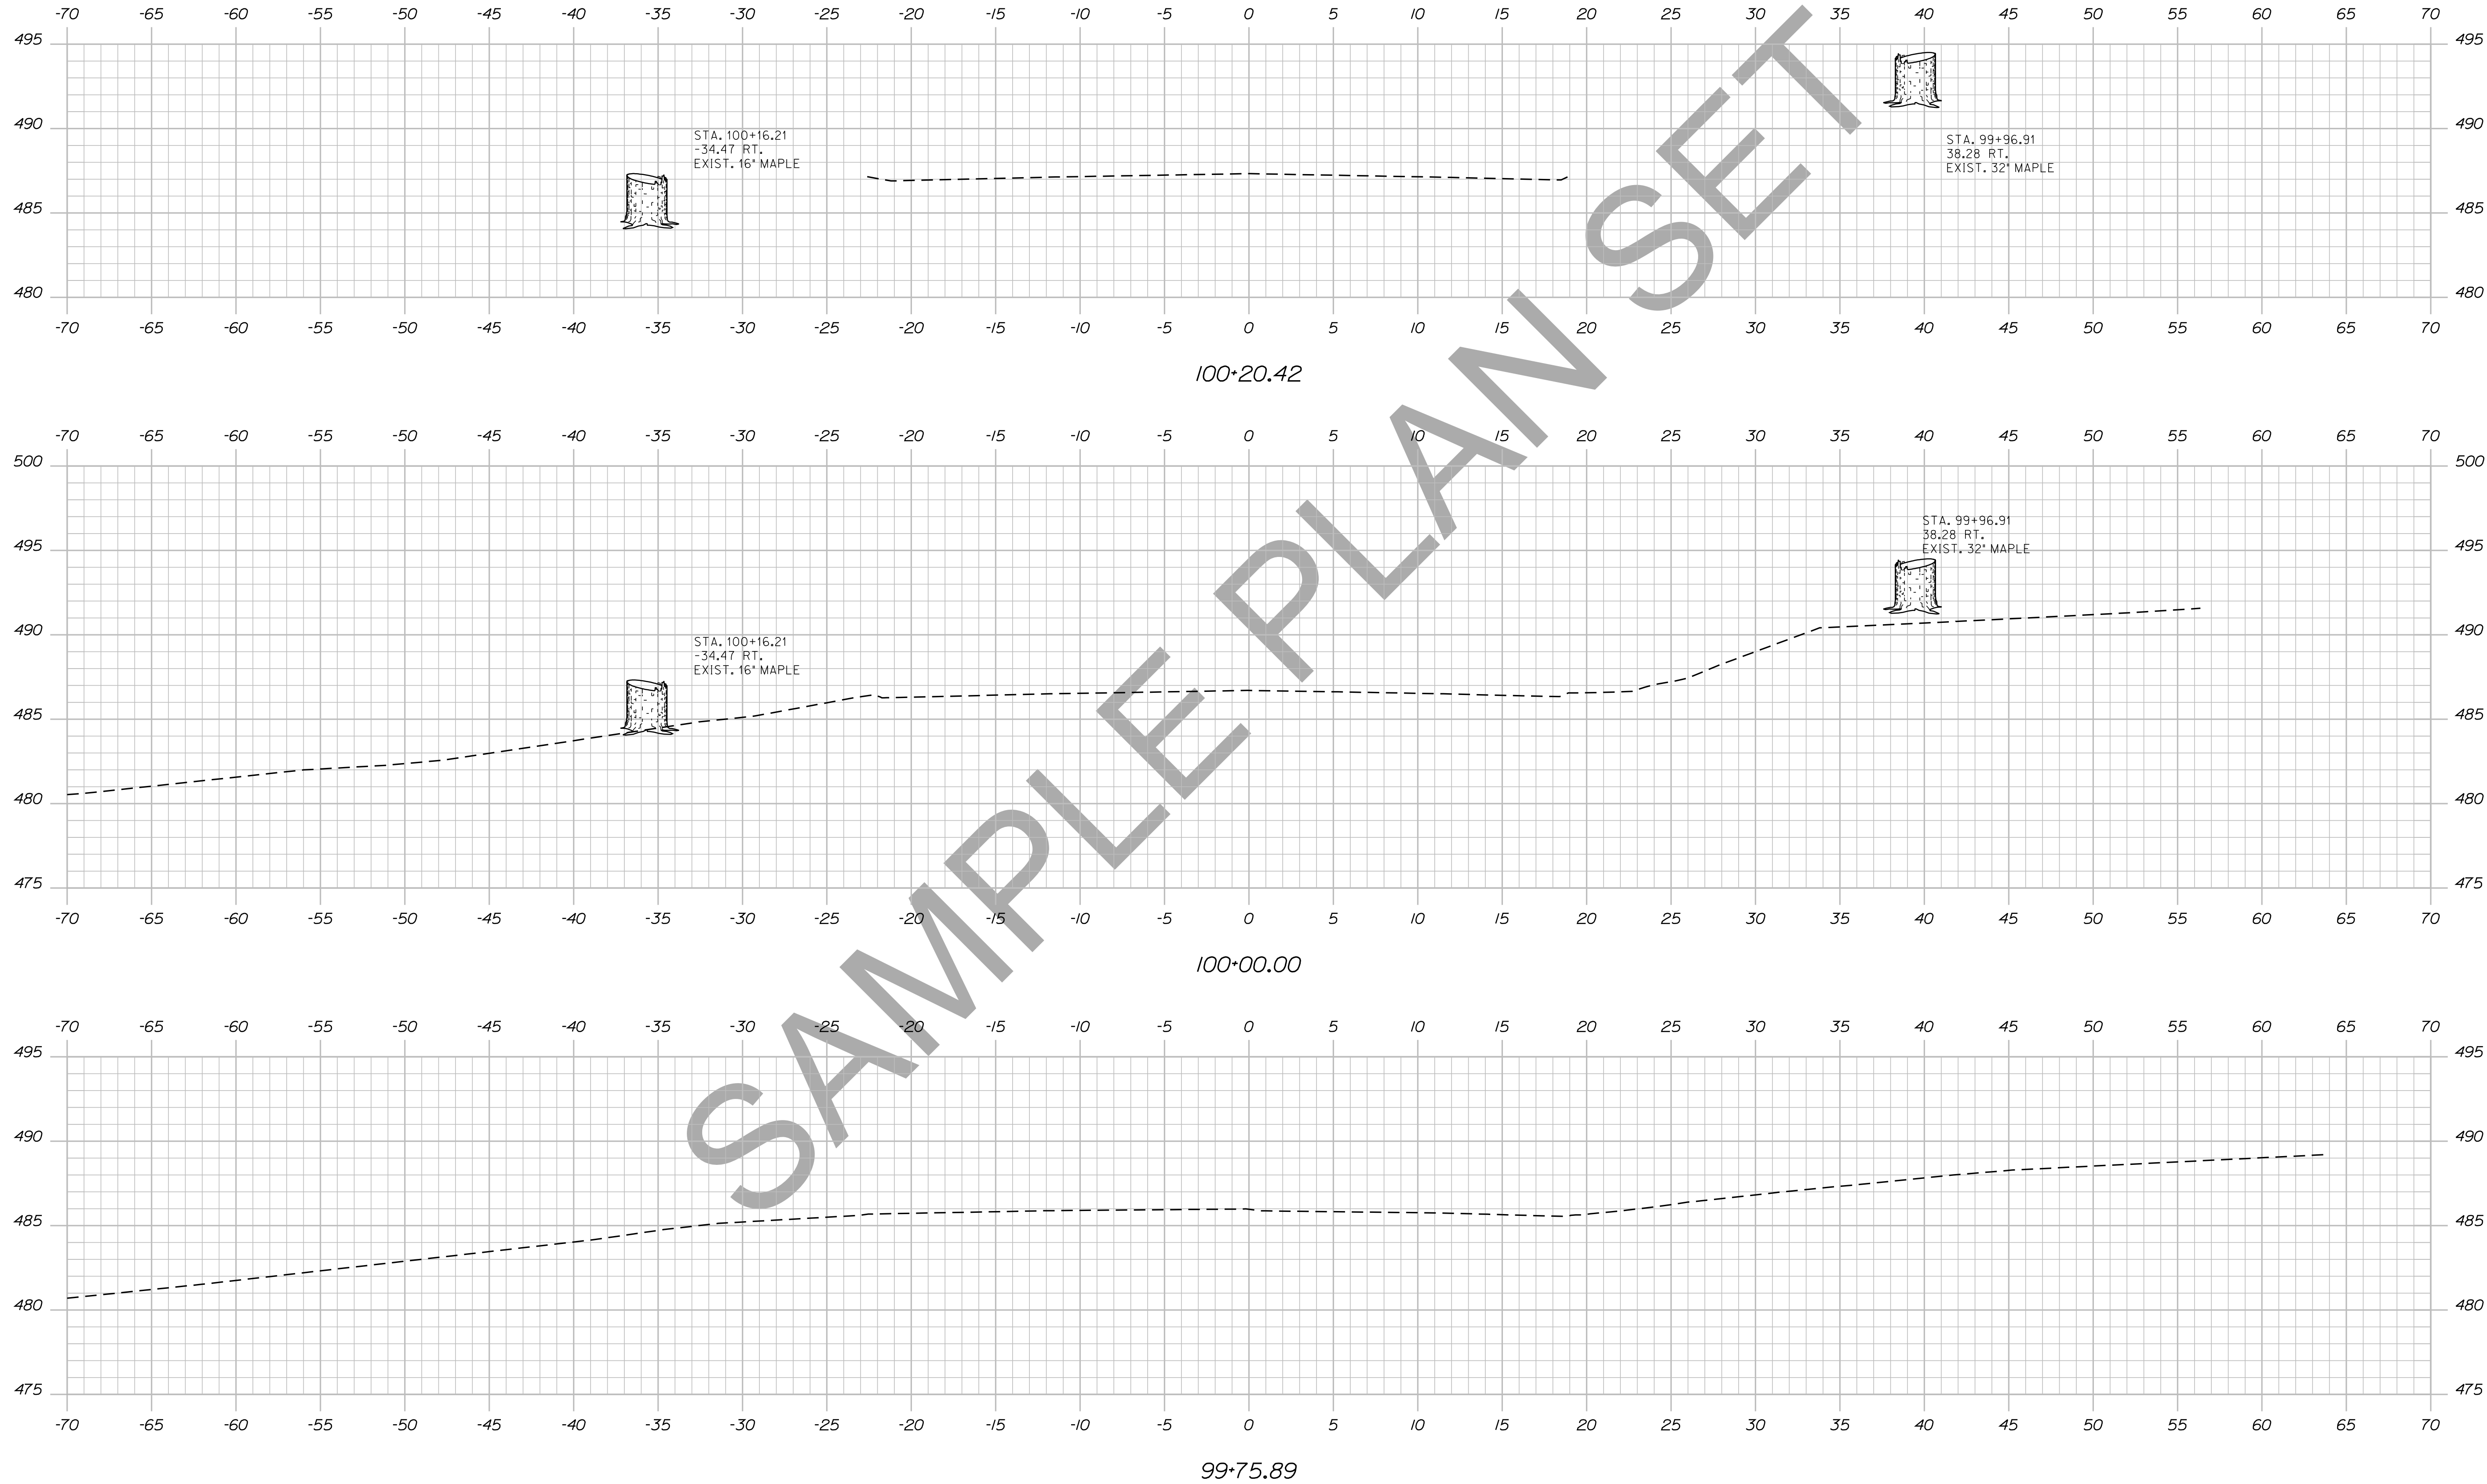 -70 -65 -60 -55 -50 -45 -40 -35 -30 -25 -20 -15 -10 -5 0 5 10 15 20 25 30 35 40 45 50 55 60 65 70
495 495
490 490
STA. 100+16.21
-34.47 RT.
EXIST. 16" MAPLE
STA. 99+96.91
38.28 RT.
EXIST. 32" MAPLE
485 485
480 480
-70 -65 -60 -55 -50 -45 -40 -35 -30 -25 -20 -15 -10 -5 0 5 10 15 20 25 30 35 40 45 50 55 60 65 70
100+20.42
-70 -65 -60 -55 -50 -45 -40 -35 -30 -25 -20 -15 -10 -5 0 5 10 15 20 25 30 35 40 45 50 55 60 65 70
500 500
STA. 99+96.91
38.28 RT.
EXIST. 32" MAPLE
495 495
490 490
STA. 100+16.21
-34.47 RT.
EXIST. 16" MAPLE
485 485
480 480
475 475
-70 -65 -60 -55 -50 -45 -40 -35 -30 -25 -20 -15 -10 -5 0 5 10 15 20 25 30 35 40 45 50 55 60 65 70
100+00.00
-70 -65 -60 -55 -50 -45 -40 -35 -30 -25 -20 -15 -10 -5 0 5 10 15 20 25 30 35 40 45 50 55 60 65 70
495 495
490 490
485 485
480 480
475 475
-70 -65 -60 -55 -50 -45 -40 -35 -30 -25 -20 -15 -10 -5 0 5 10 15 20 25 30 35 40 45 50 55 60 65 70
99+75.89
SAMPLE PLAN SET